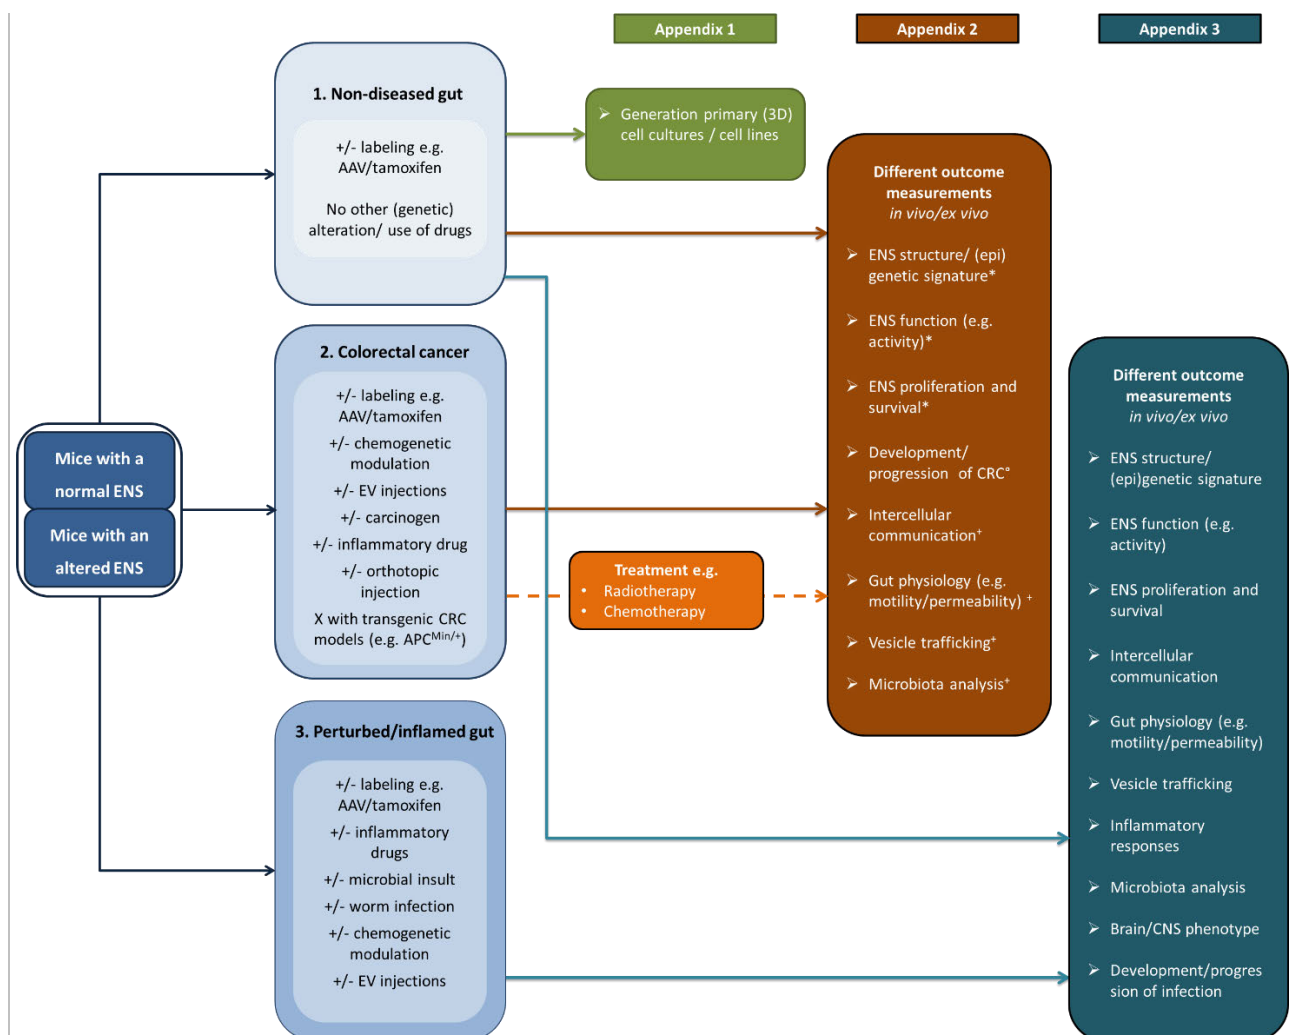 Appendix 1
Appendix 2
Appendix 3
Mice with a
normal ENS
Mice with an
altered ENS
1. Non-diseased gut
+/- labeling e.g.
AAV/tamoxifen
No other (genetic)
alteration/ use of drugs
2. Colorectal cancer
+/- labeling e.g.
AAV/tamoxifen
+/- chemogenetic
modulation
+/- EV injections
+/- carcinogen
+/- inflammatory drug
+/- orthotopic
injection
X with transgenic CRC
models (e.g. APCᴹⁱⁿ/⁺)
3. Perturbed/inflamed gut
+/- labeling e.g.
AAV/tamoxifen
+/- inflammatory
drugs
+/- microbial insult
+/- worm infection
+/- chemogenetic
modulation
+/- EV injections
➢ Generation primary (3D)
cell cultures / cell lines
Treatment e.g.
• Radiotherapy
• Chemotherapy
Different outcome
measurements
in vivo/ex vivo
➢ ENS structure/ (epi)
genetic signature*
➢ ENS function (e.g.
activity)*
➢ ENS proliferation and
survival*
➢ Development/
progression of CRC°
➢ Intercellular
communication⁺
➢ Gut physiology (e.g.
motility/permeability) ⁺
➢ Vesicle trafficking⁺
➢ Microbiota analysis⁺
Different outcome
measurements
in vivo/ex vivo
➢ ENS structure/
(epi)genetic signature
➢ ENS function (e.g.
activity)
➢ ENS proliferation and
survival
➢ Intercellular
communication
➢ Gut physiology (e.g.
motility/permeability)
➢ Vesicle trafficking
➢ Inflammatory
responses
➢ Microbiota analysis
➢ Brain/CNS phenotype
➢ Development/progres
sion of infection